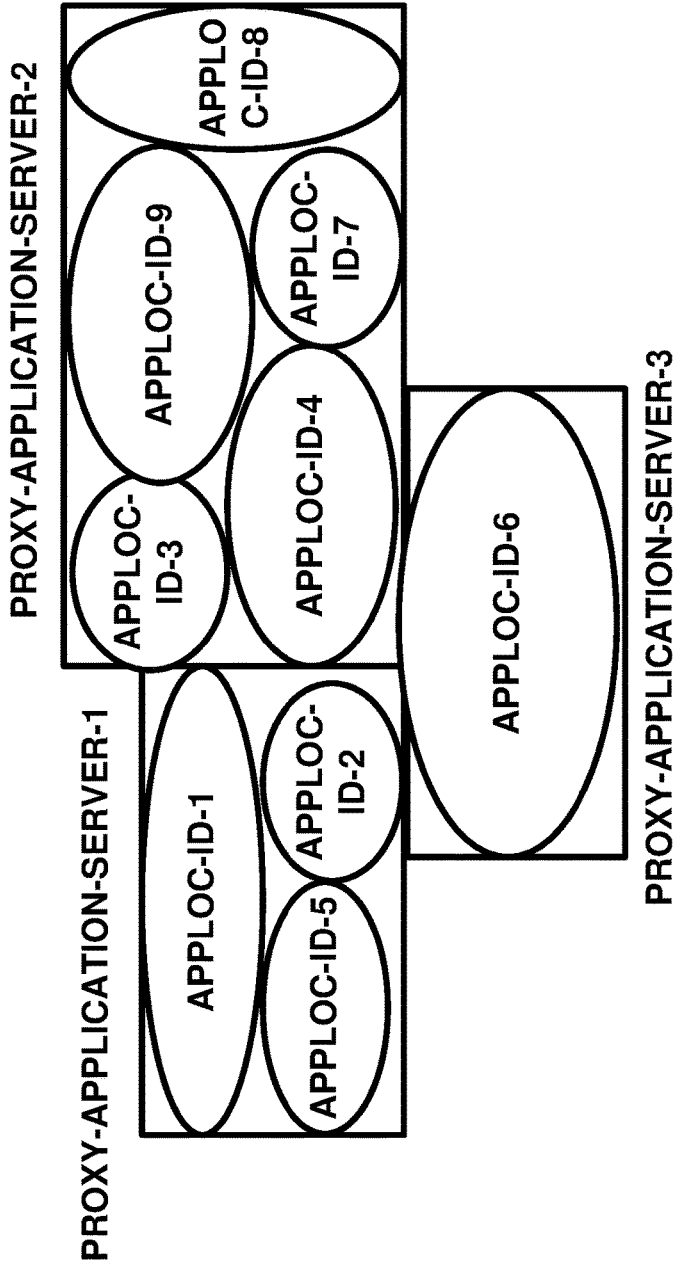 PROXY-APPLICATION-SERVER-1
APPLOC-ID-1
APPLOC-ID-5
APPLOC-
ID-2
PROXY-APPLICATION-SERVER-2
APPLOC-
ID-3
APPLOC-ID-9
APPLO
C-ID-8
APPLOC-ID-4
APPLOC-
ID-7
APPLOC-ID-6
PROXY-APPLICATION-SERVER-3